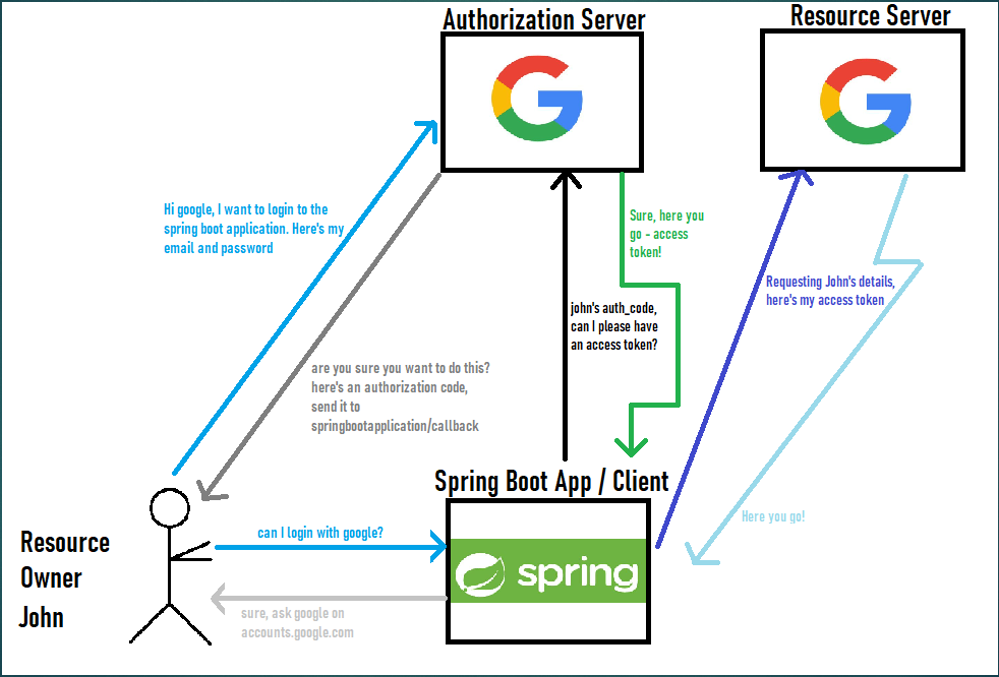 Authorization Server
Resource Server
Hi google, I want to login to the
spring boot application. Here's my
email and password
Sure, here you
go - access
token!
Requesting John's details,
here's my access token
john's auth_code,
can I please have
an access token?
are you sure you want to do this?
here's an authorization code,
send it to
springbootapplication/callback
Spring Boot App / Client
Here you go!
can I login with google?
Resource
Owner
John
spring
sure, ask google on
accounts.google.com